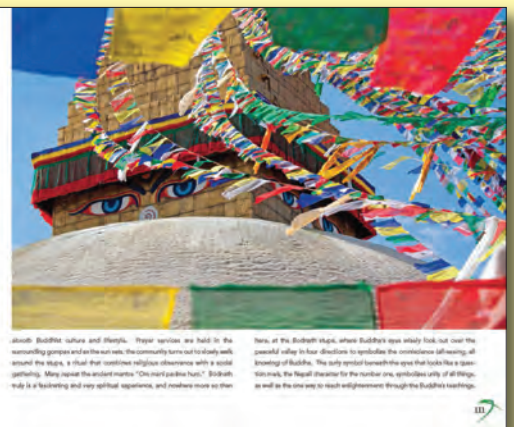 absorb Buddhist culture and lifestyle. Prayer services are held in the
surrounding gompas and as the sun sets the community turns out to slowly walk
around the stupa, a ritual that combines religious observance with a social
gathering. Many repeat the ancient mantra "Om mani padme hum." Bodnath
truly is a fascinating and very spiritual experience, and nowhere more so than
here, at the Bodnath stupa, where Buddha's eyes wisely look out over the
peaceful valley in four directions to symbolize the omniscience (all-seeing, all-
knowing) of Buddha. The curly symbol beneath the eyes that looks like a ques-
tion mark, the Nepali character for the number one, symbolizes unity of all things
as well as the one way to reach enlightenment: through the Buddha's teachings.